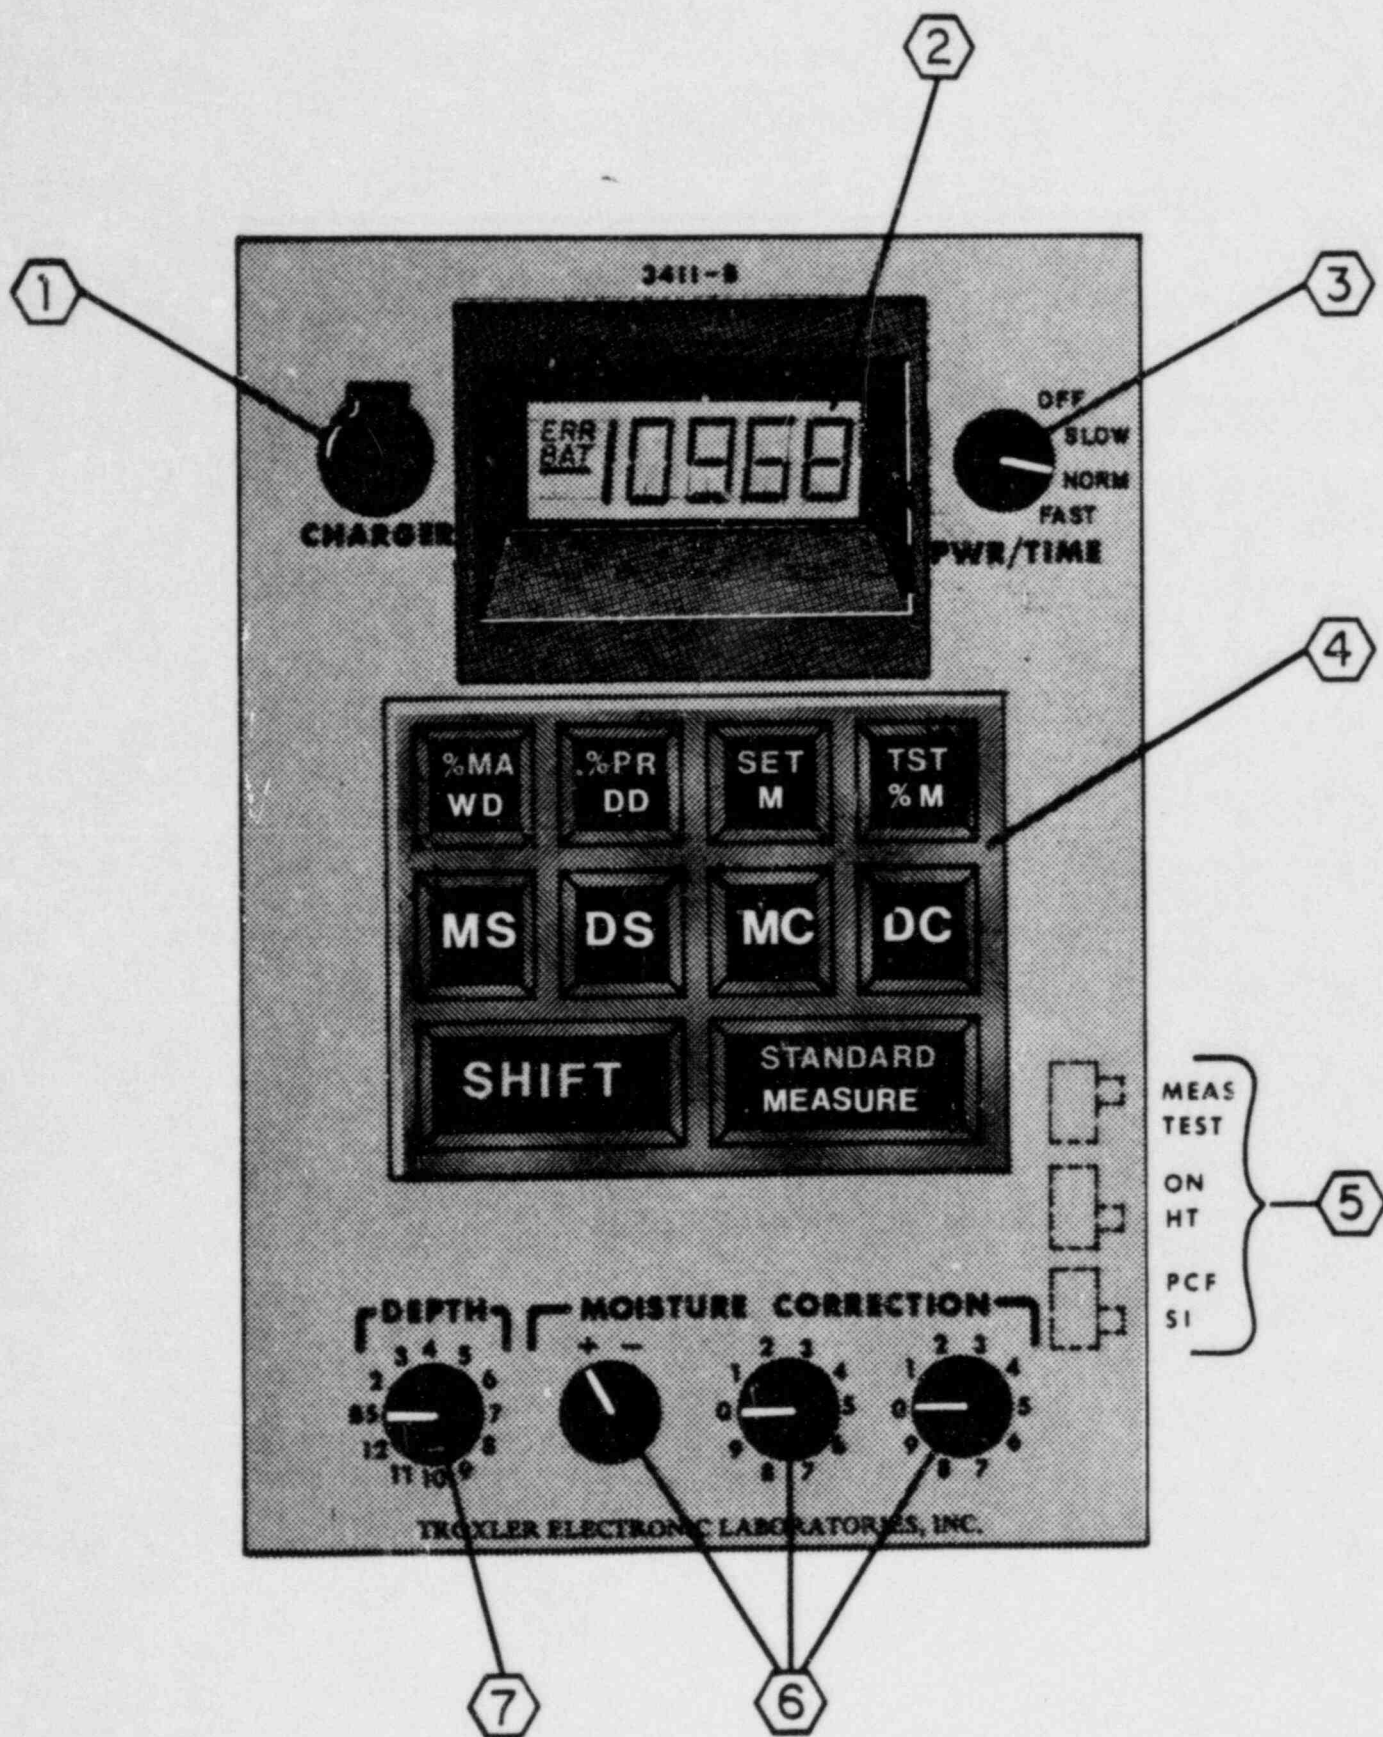 2
1
3411-B
3
OFF
SLOW
NORM
FAST
ERR
BAT
10968
CHARGER
PWR/TIME
4
%MA
WD
.%PR
DD
SET
M
TST
%M
MS
DS
MC
DC
SHIFT
STANDARD
MEASURE
MEAS
TEST
ON
HT
PCF
SI
5
DEPTH
MOISTURE CORRECTION
BS 2 3 4 5 6 7 8 9 10 11 12
+ -
0 1 2 3 4 5 6 7 8 9
0 1 2 3 4 5 6 7 8 9
TROXLER ELECTRONIC LABORATORIES, INC.
7
6